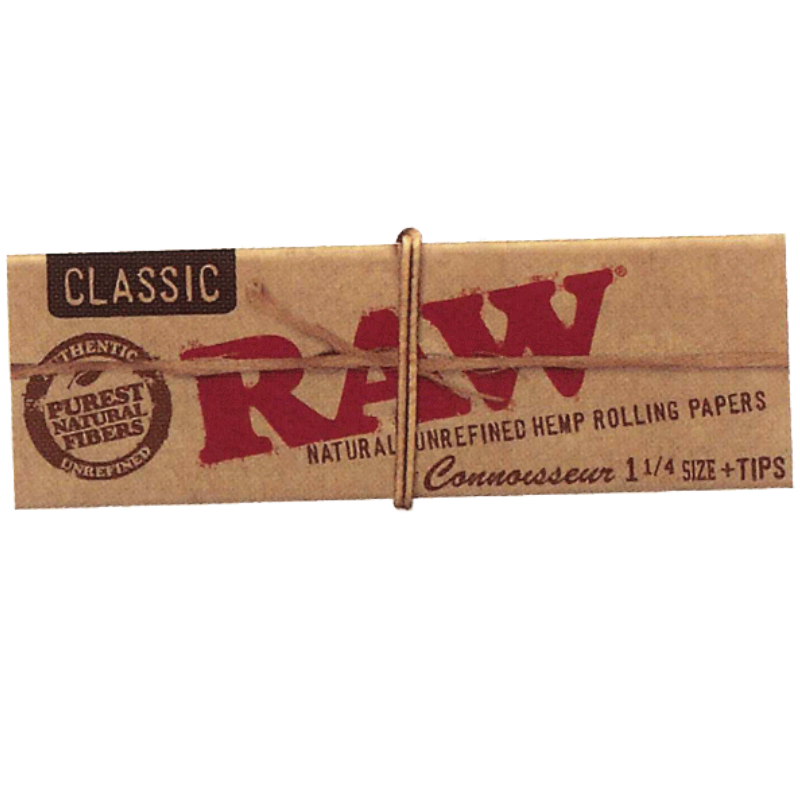 CLASSIC
RAW®
AUTHENTIC
PUREST
NATURAL
FIBERS
UNREFINED
NATURAL UNREFINED HEMP ROLLING PAPERS
Connoisseur 1 1/4 SIZE +TIPS